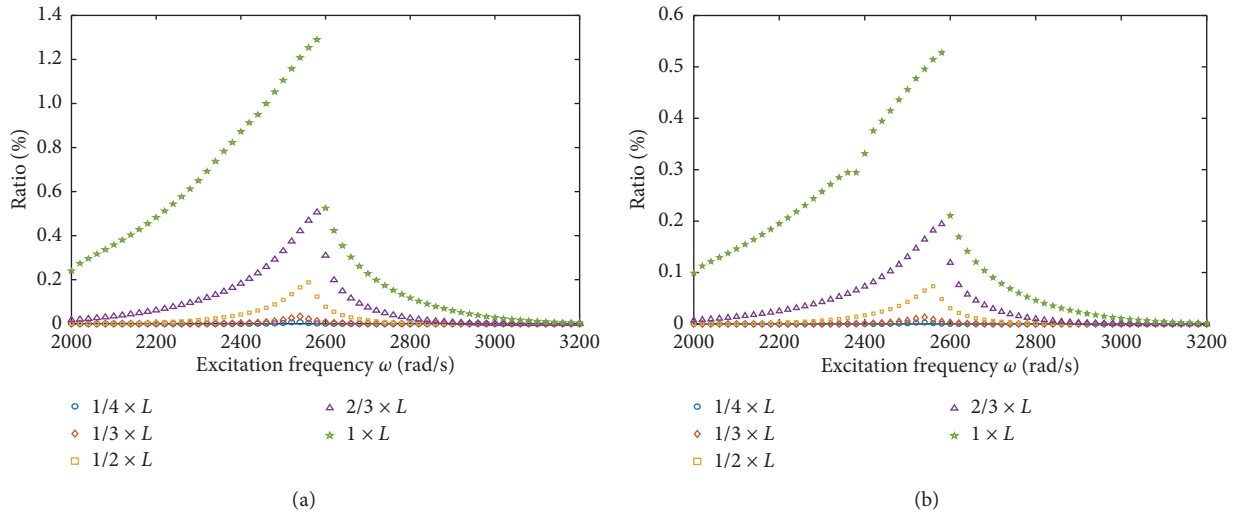 1.4
1.2
1.0
0.8
0.6
0.4
0.2
0
Ratio (%)
2000 2200 2400 2600 2800 3000 3200
Excitation frequency ω (rad/s)
1/4 × L
1/3 × L
1/2 × L
2/3 × L
1 × L
(a)
0.6
0.5
0.4
0.3
0.2
0.1
0
Ratio (%)
2000 2200 2400 2600 2800 3000 3200
Excitation frequency ω (rad/s)
1/4 × L
1/3 × L
1/2 × L
2/3 × L
1 × L
(b)